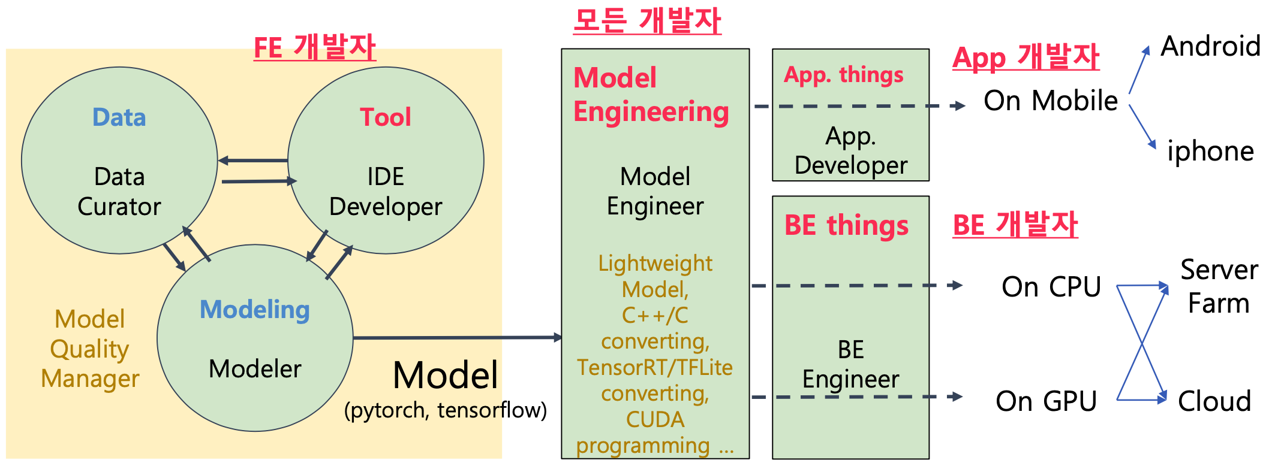 FE 개발자
Data
Data
Curator
Tool
IDE
Developer
Modeling
Modeler
Model
Quality
Manager
Model
(pytorch, tensorflow)
모든 개발자
Model
Engineering
Model
Engineer
Lightweight
Model,
C++/C
converting,
TensorRT/TFLite
converting,
CUDA
programming ...
App. things
App.
Developer
BE things
BE
Engineer
App 개발자
On Mobile
Android
iphone
BE 개발자
On CPU
On GPU
Server
Farm
Cloud